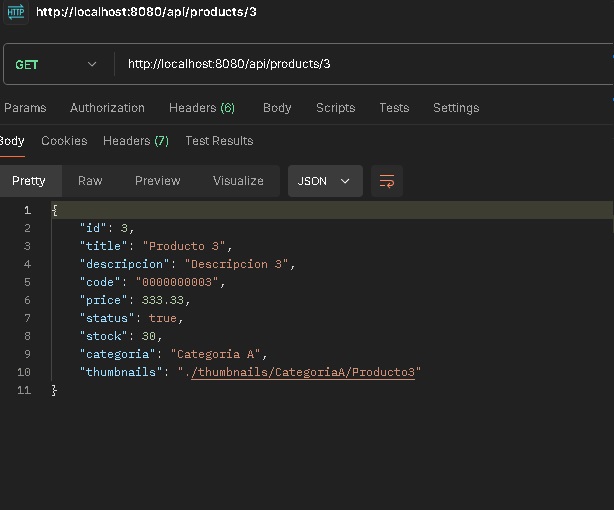 HTTP http://localhost:8080/api/products/3
GET http://localhost:8080/api/products/3
Params Authorization Headers (6) Body Scripts Tests Settings
Body Cookies Headers (7) Test Results
Pretty Raw Preview Visualize JSON
1 {
2 "id": 3,
3 "title": "Producto 3",
4 "descripcion": "Descripcion 3",
5 "code": "0000000003",
6 "price": 333.33,
7 "status": true,
8 "stock": 30,
9 "categoria": "Categoria A",
10 "thumbnails": "./thumbnails/CategoriaA/Producto3"
11 }